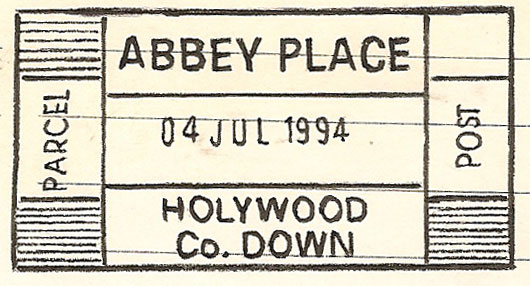 ABBEY PLACE
PARCEL
04 JUL 1994
POST
HOLYWOOD
Co. DOWN